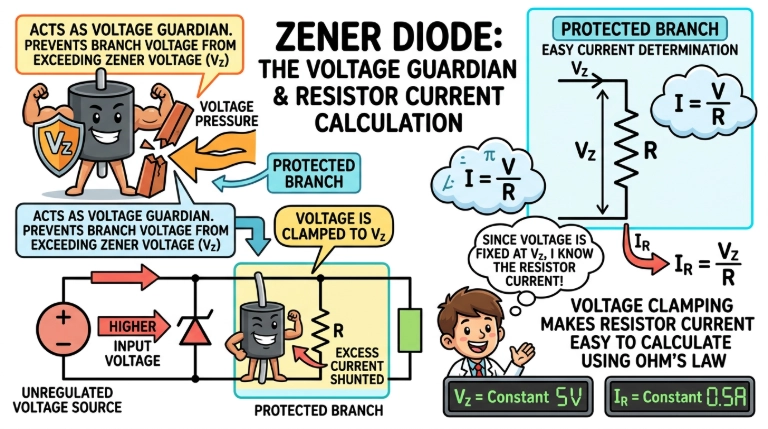 ACTS AS VOLTAGE GUARDIAN.
PREVENTS BRANCH VOLTAGE FROM
EXCEEDING ZENER VOLTAGE (Vz)
Vz
VOLTAGE
PRESSURE
PROTECTED
BRANCH
ACTS AS VOLTAGE GUARDIAN.
PREVENTS BRANCH VOLTAGE FROM
EXCEEDING ZENER VOLTAGE (Vz)
ZENER DIODE:
THE VOLTAGE GUARDIAN
& RESISTOR CURRENT
CALCULATION
VOLTAGE IS
CLAMPED TO Vz
HIGHER
INPUT
VOLTAGE
UNREGULATED
VOLTAGE SOURCE
R
EXCESS
CURRENT
SHUNTED
PROTECTED BRANCH
PROTECTED BRANCH
EASY CURRENT DETERMINATION
Vz
Vz
R
I = V/R
π
I = V/R
SINCE VOLTAGE IS
FIXED AT Vz, I KNOW
THE RESISTOR
CURRENT!
IR
IR = Vz/R
VOLTAGE CLAMPING
MAKES RESISTOR CURRENT
EASY TO CALCULATE
USING OHM'S LAW
Vz = Constant 5V
IR = Constant 0.5A